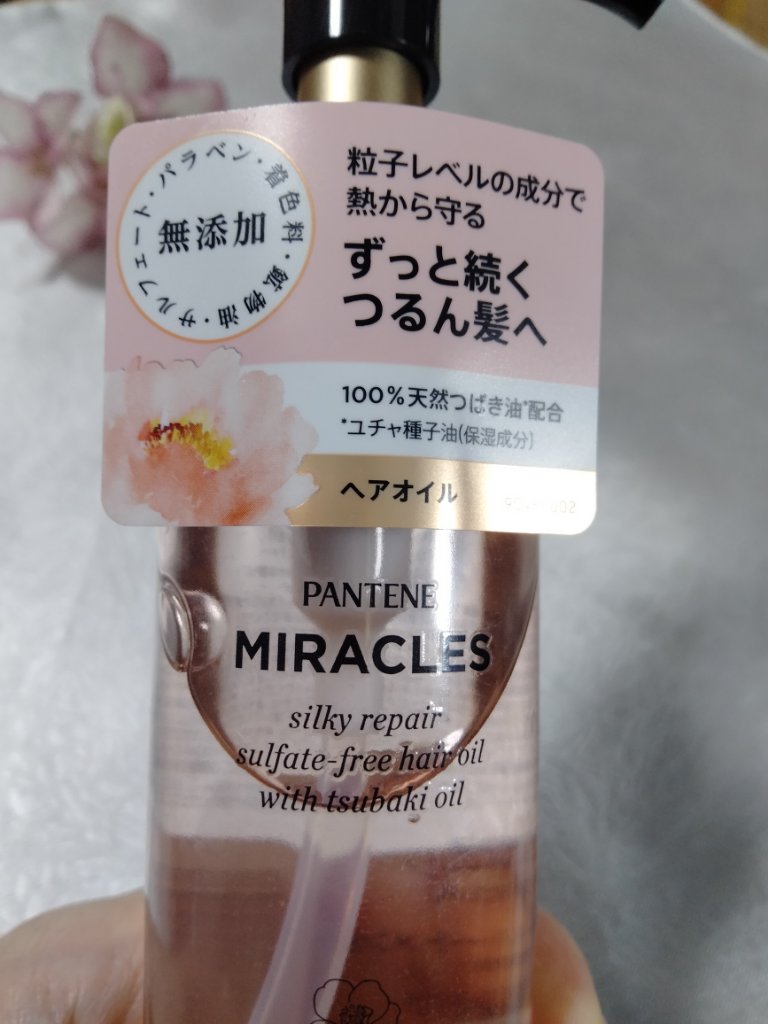 パラベン・着色料・鉱物油・サルフェート・
無添加
粒子レベルの成分で
熱から守る
ずっと続く
つるん髪へ
100%天然つばき油*配合
*ユチャ種子油(保湿成分)
ヘアオイル
PANTENE
MIRACLES
silky repair
sulfate-free hair oil
with tsubaki oil